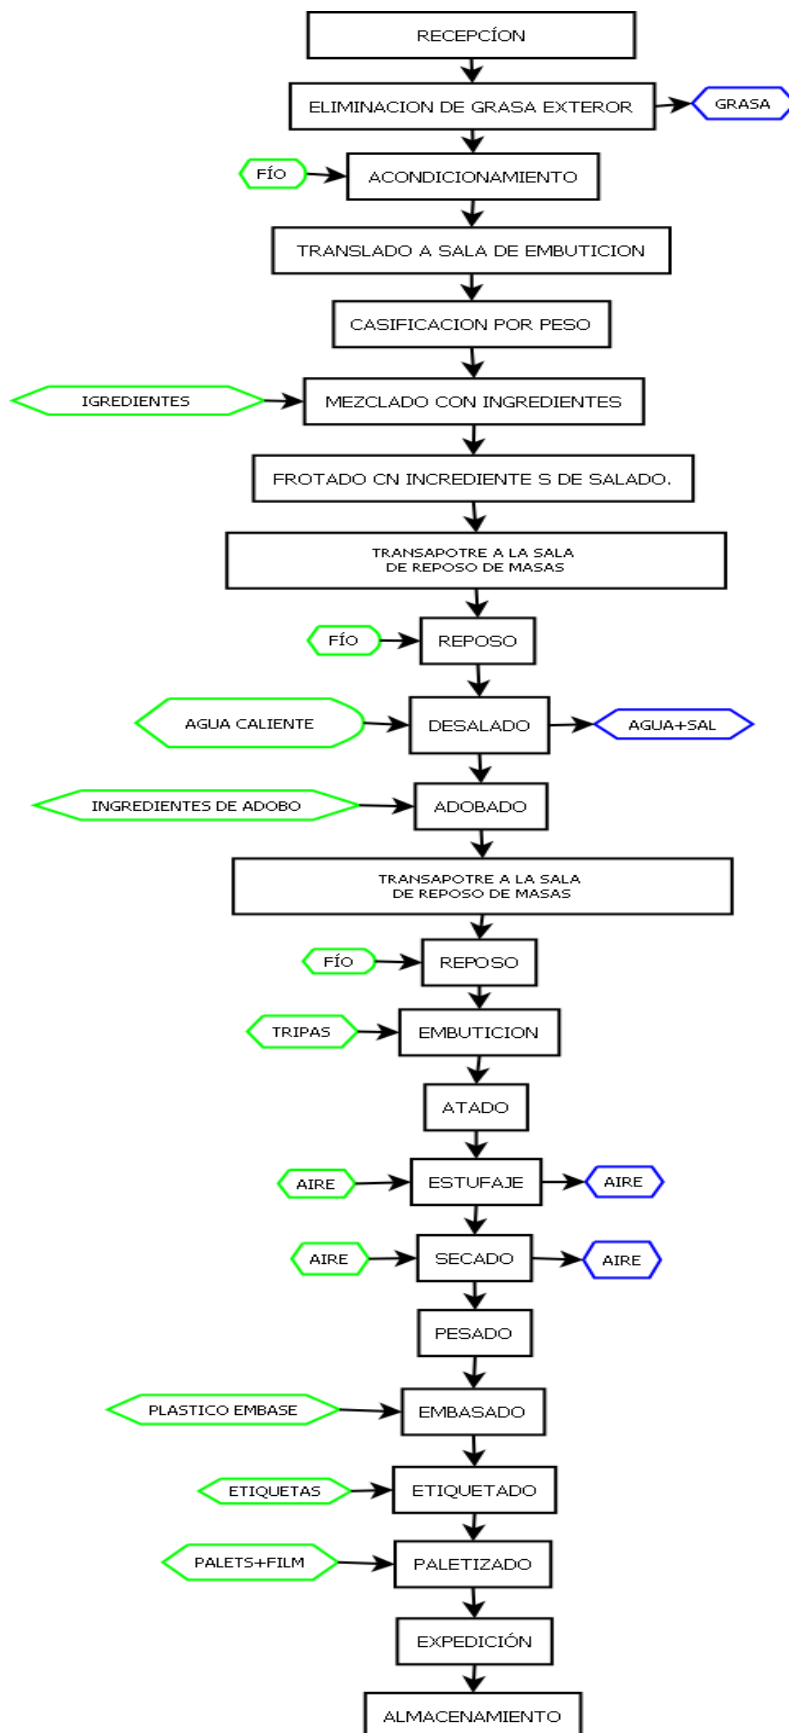 RECEPCÍON
ELIMINACION DE GRASA EXTEROR
GRASA
FÍO
ACONDICIONAMIENTO
TRANSLADO A SALA DE EMBUTICION
CASIFICACION POR PESO
IGREDIENTES
MEZCLADO CON INGREDIENTES
FROTADO CN INCREDIENTE S DE SALADO.
TRANSAPOTRE A LA SALA
DE REPOSO DE MASAS
FÍO
REPOSO
AGUA CALIENTE
DESALADO
AGUA+SAL
INGREDIENTES DE ADOBO
ADOBADO
TRANSAPOTRE A LA SALA
DE REPOSO DE MASAS
FÍO
REPOSO
TRIPAS
EMBUTICION
ATADO
AIRE
ESTUFAJE
AIRE
AIRE
SECADO
AIRE
PESADO
PLASTICO EMBASE
EMBASADO
ETIQUETAS
ETIQUETADO
PALETS+FILM
PALETIZADO
EXPEDICIÓN
ALMACENAMIENTO